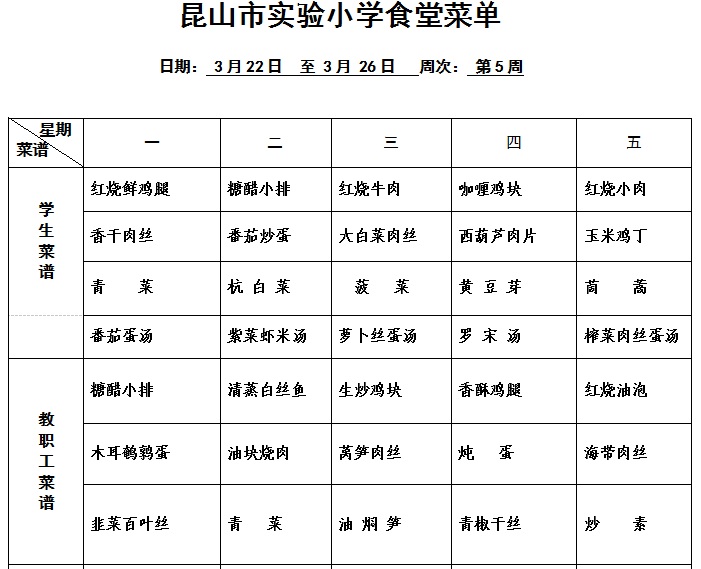 昆山市实验小学食堂菜单
日期: 3月22日 至 3月 26日 周次: 第5周
星期 一 二 三 四 五
菜谱
学生菜谱
红烧鲜鸡腿 糖醋小排 红烧牛肉 咖喱鸡块 红烧小肉
香干肉丝 番茄炒蛋 大白菜肉丝 西葫芦肉片 玉米鸡丁
青 菜 杭 白 菜 菠 菜 黄 豆 芽 茼 蒿
番茄蛋汤 紫菜虾米汤 萝卜丝蛋汤 罗 宋 汤 榨菜肉丝蛋汤
教职工菜谱
糖醋小排 清蒸白丝鱼 生炒鸡块 香酥鸡腿 红烧油泡
木耳鹌鹑蛋 油块烧肉 莴笋肉丝 炖 蛋 海带肉丝
韭菜百叶丝 青 菜 油 焖 笋 青椒干丝 炒 素